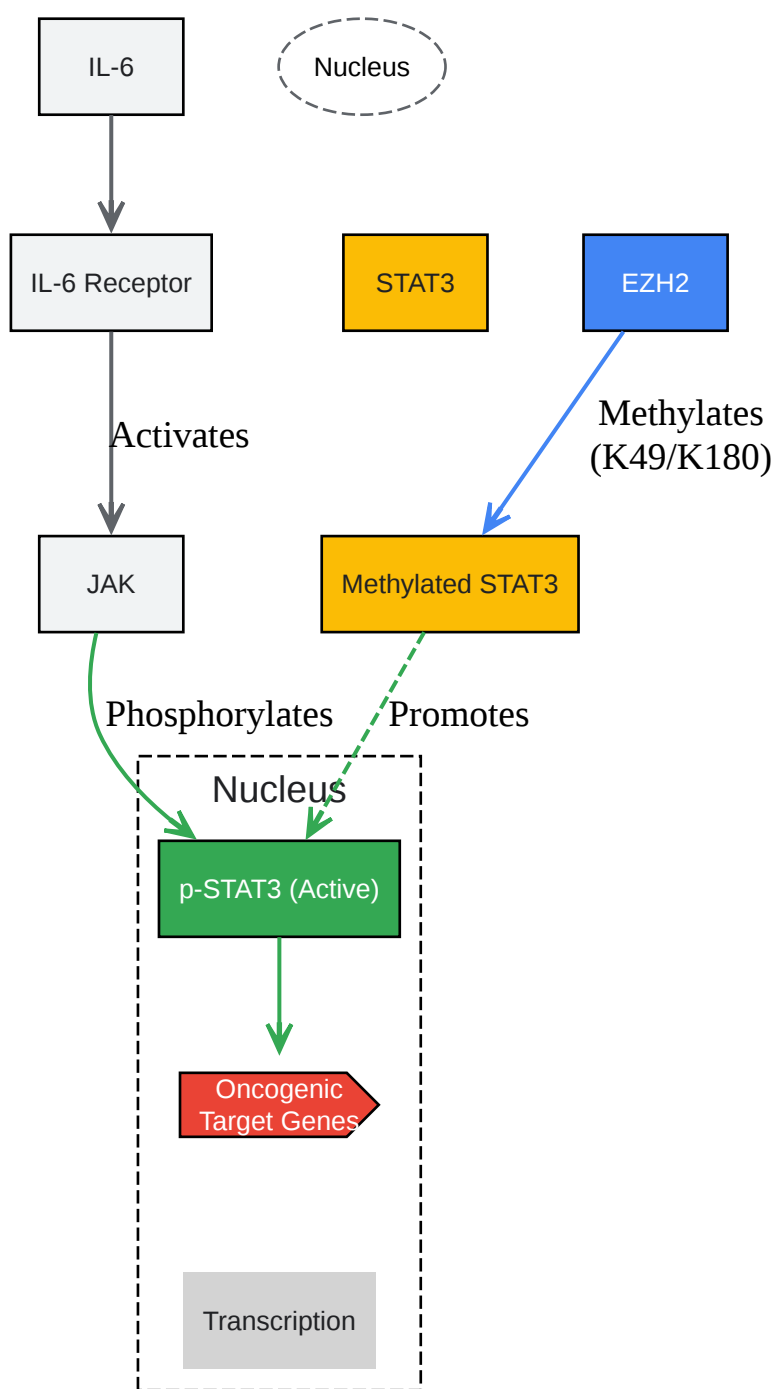 IL-6
Nucleus
IL-6 Receptor
STAT3
EZH2
Activates
Methylates
(K49/K180)
JAK
Methylated STAT3
Phosphorylates
Promotes
Nucleus
p-STAT3 (Active)
Oncogenic
Target Genes
Transcription